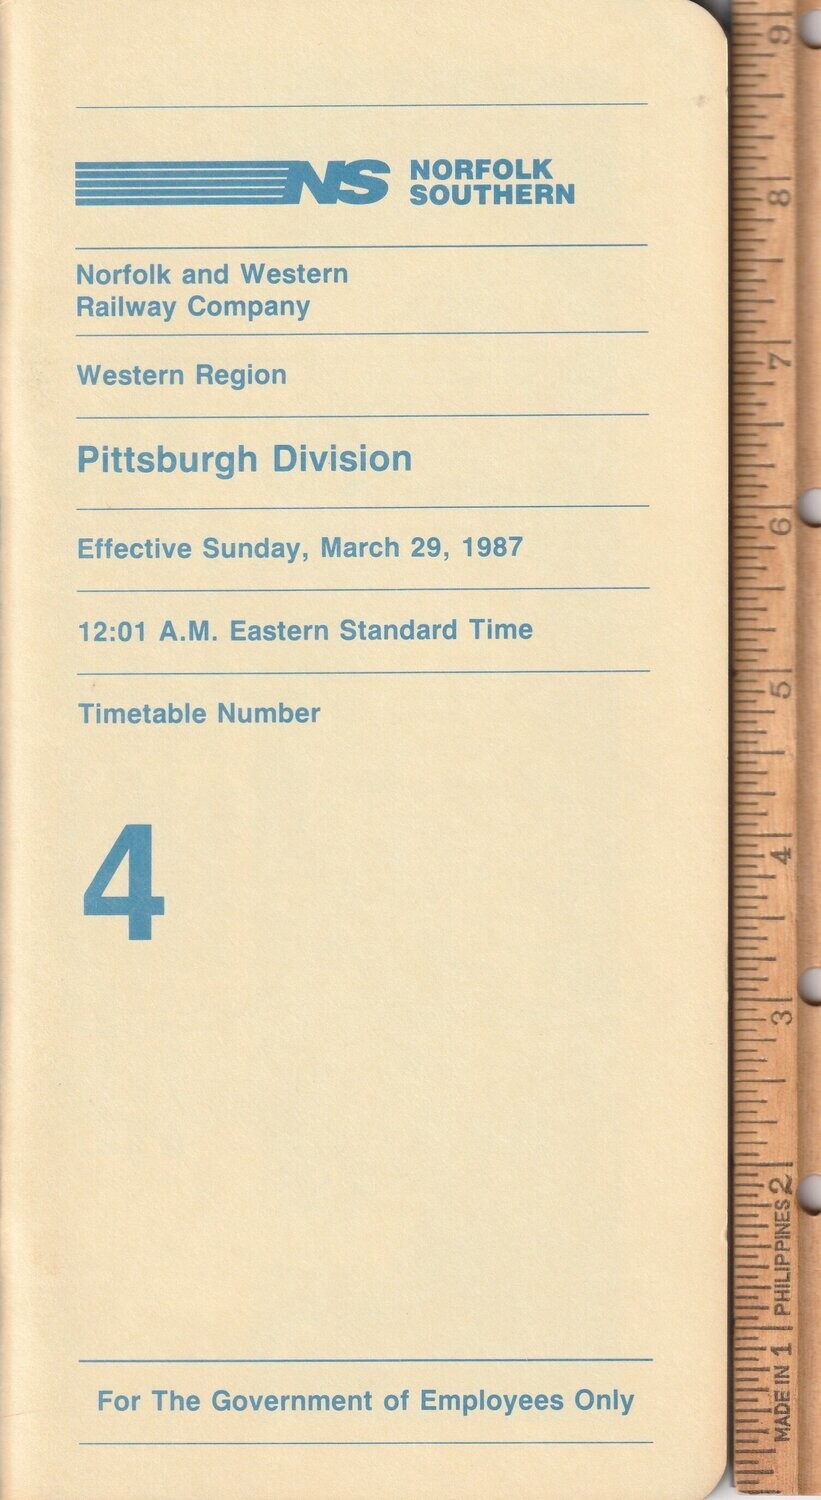 NS NORFOLK
SOUTHERN
Norfolk and Western
Railway Company
Western Region
Pittsburgh Division
Effective Sunday, March 29, 1987
12:01 A.M. Eastern Standard Time
Timetable Number
4
For The Government of Employees Only
9
8
7
6
5
4
3
2
1
MADE IN PHILIPPINES